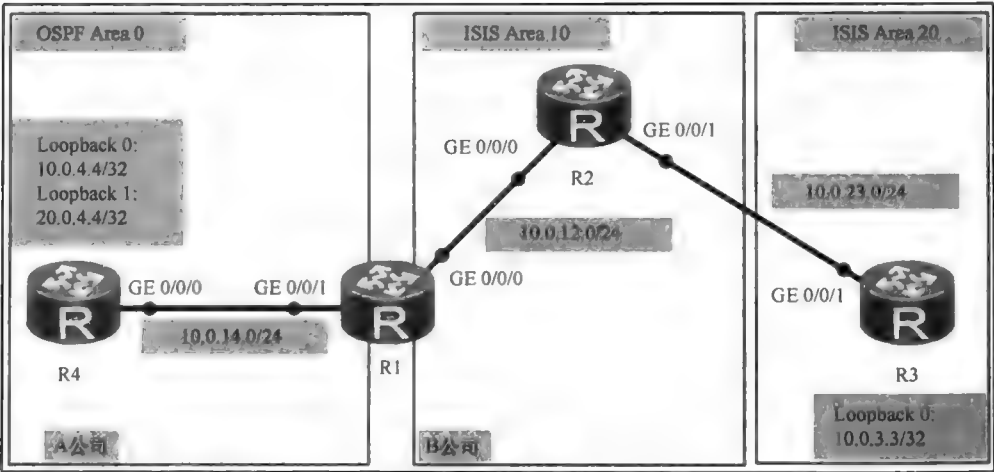 OSPF Area 0
ISIS Area 10
ISIS Area 20
Loopback 0:
10.0.4.4/32
Loopback 1:
20.0.4.4/32
GE 0/0/0
GE 0/0/1
R
R2
10.0.23.0/24
10.0.12.0/24
GE 0/0/0
GE 0/0/1
GE 0/0/0
GE 0/0/1
R
R
R
10.0.14.0/24
R4
R1
R3
A公司
B公司
Loopback 0:
10.0.3.3/32